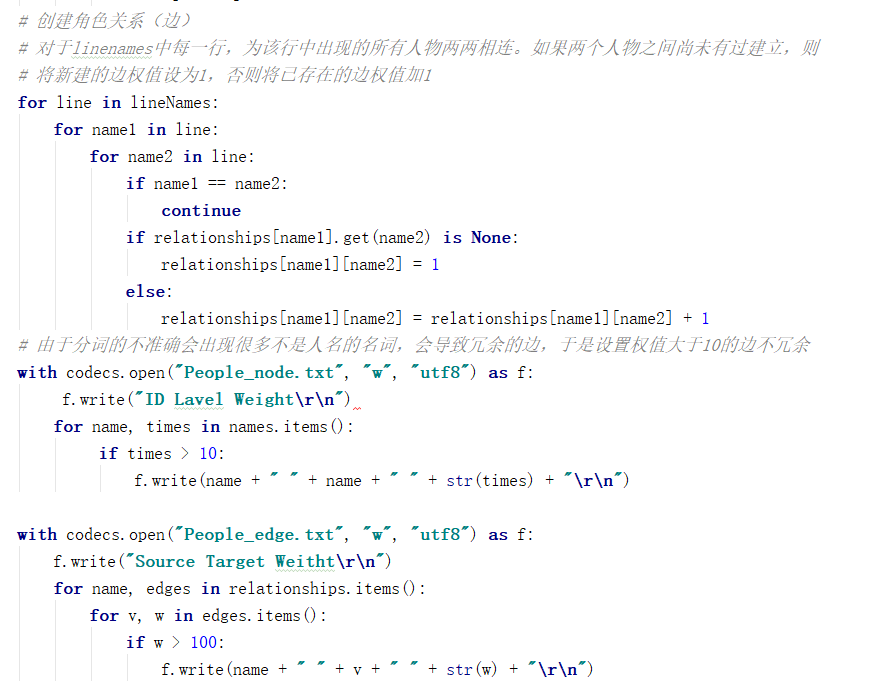 # 创建角色关系（边）
# 对于linenames中每一行，为该行中出现的所有人物两两相连。如果两个人物之间尚未有过建立，则
# 将新建的边权值设为1，否则将已存在的边权值加1
for line in lineNames:
    for name1 in line:
        for name2 in line:
            if name1 == name2:
                continue
            if relationships[name1].get(name2) is None:
                relationships[name1][name2] = 1
            else:
                relationships[name1][name2] = relationships[name1][name2] + 1
# 由于分词的不准确会出现很多不是人名的名词，会导致冗余的边，于是设置权值大于10的边不冗余
with codecs.open("People_node.txt", "w", "utf8") as f:
     f.write("ID Lavel Weight\r\n")
    for name, times in names.items():
         if times > 10:
             f.write(name + " " + name + " " + str(times) + "\r\n")
with codecs.open("People_edge.txt", "w", "utf8") as f:
    f.write("Source Target Weitht\r\n")
    for name, edges in relationships.items():
        for v, w in edges.items():
            if w > 100:
                f.write(name + " " + v + " " + str(w) + "\r\n")